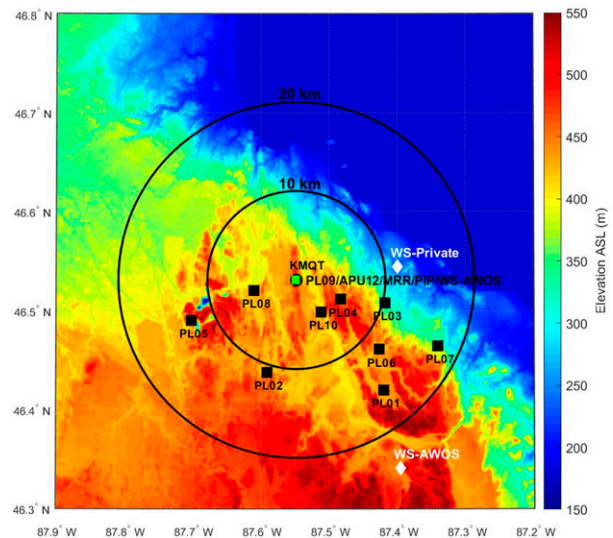 46.8° N
46.7° N
46.6° N
46.5° N
46.4° N
46.3° N
20 km
10 km
WS-Private
KMQT
PL09/APU12/MRR/PIP/WS-AWOS
PL08
PL04
PL03
PL05
PL10
PL06
PL07
PL02
PL01
WS-AWOS
87.9° W
87.8° W
87.7° W
87.6° W
87.5° W
87.4° W
87.3° W
87.2° W
550
500
450
400
350
300
250
200
150
Elevation ASL (m)